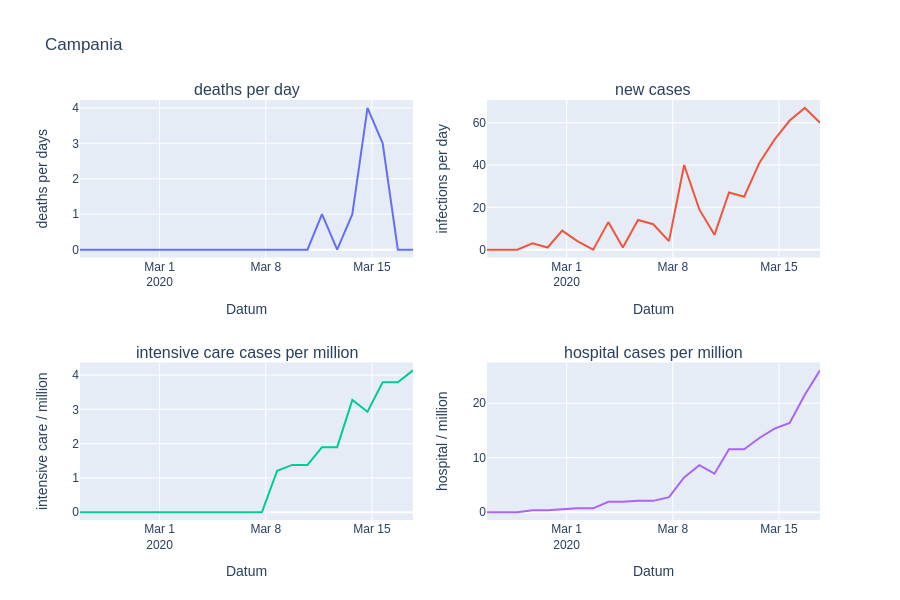 Campania
deaths per day
deaths per days
4
3
2
1
0
Mar 1
2020
Mar 8
Mar 15
Datum
new cases
infections per day
60
40
20
0
Mar 1
2020
Mar 8
Mar 15
Datum
intensive care cases per million
intensive care / million
4
3
2
1
0
Mar 1
2020
Mar 8
Mar 15
Datum
hospital cases per million
hospital / million
20
10
0
Mar 1
2020
Mar 8
Mar 15
Datum